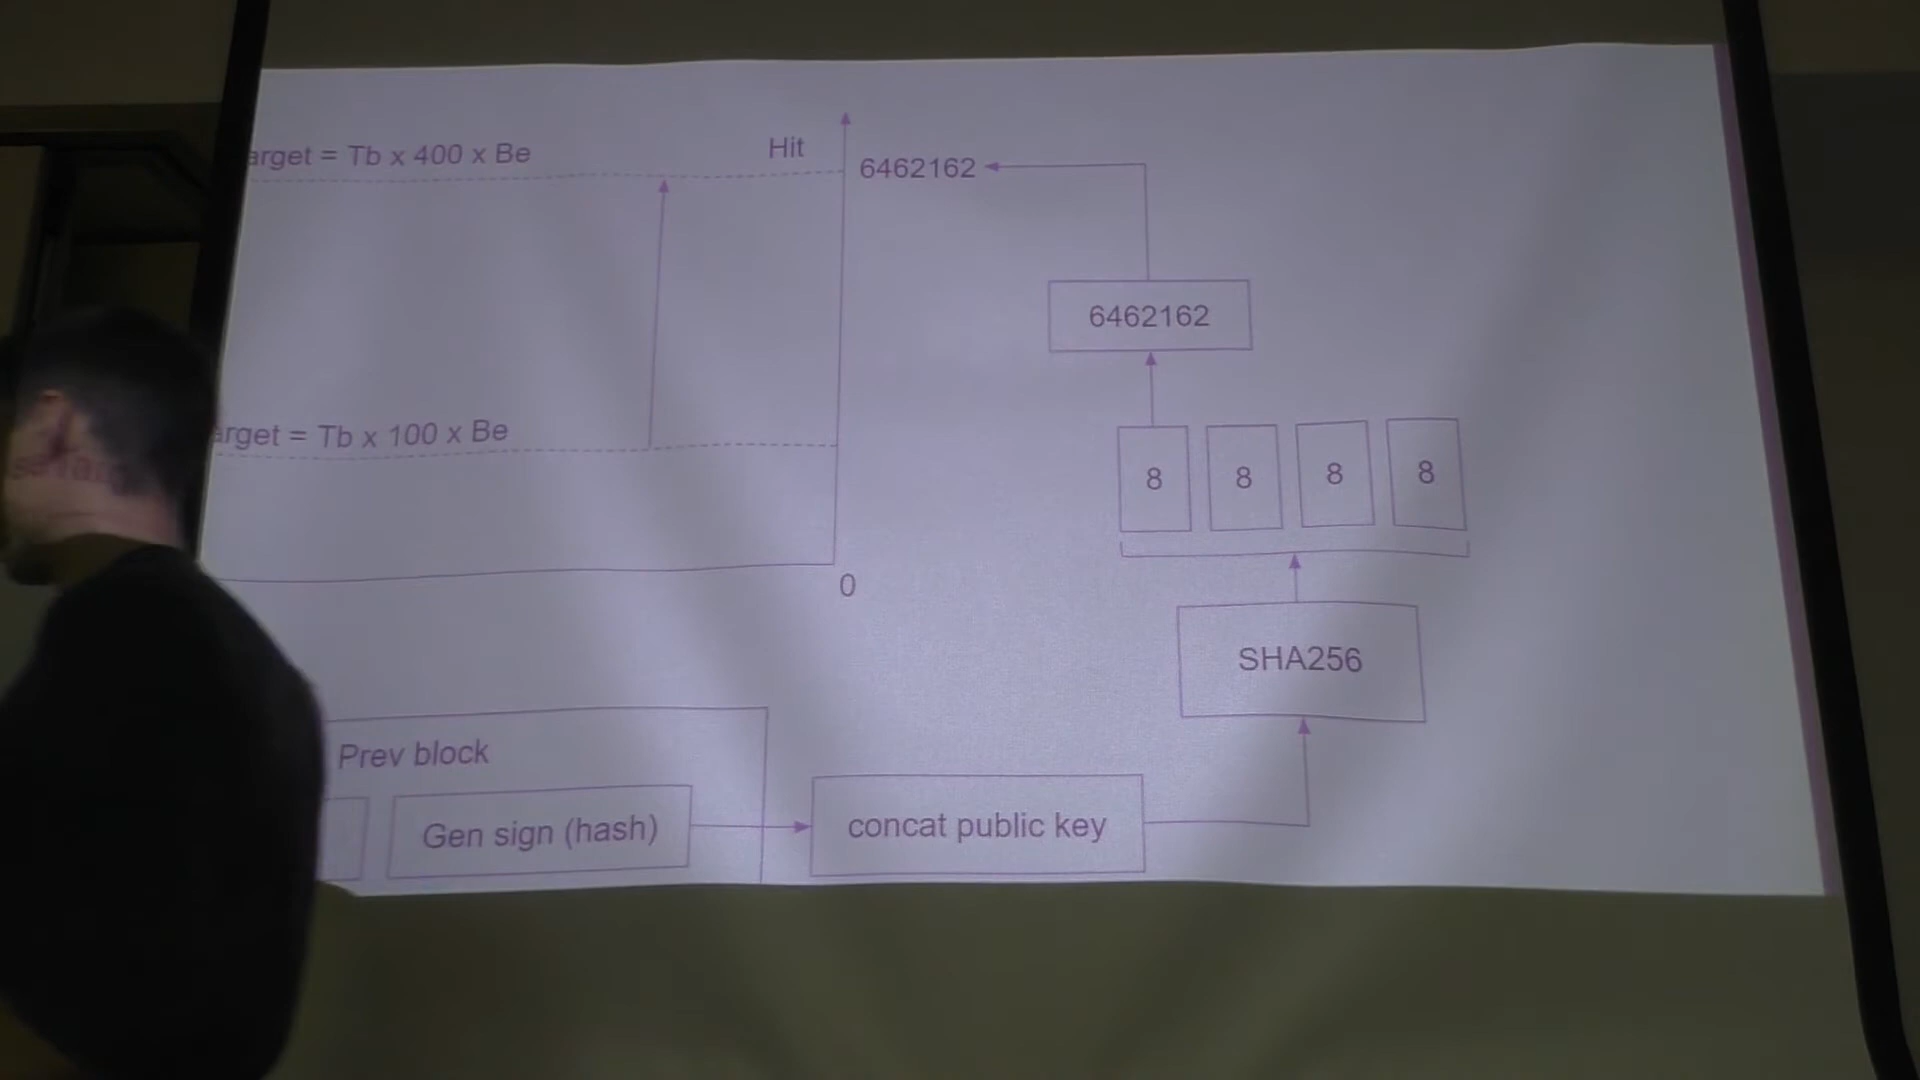 arget = Tb x 400 x Be
Hit
6462162
6462162
arget = Tb x 100 x Be
8 8 8 8
0
SHA256
Prev block
Gen sign (hash)
concat public key